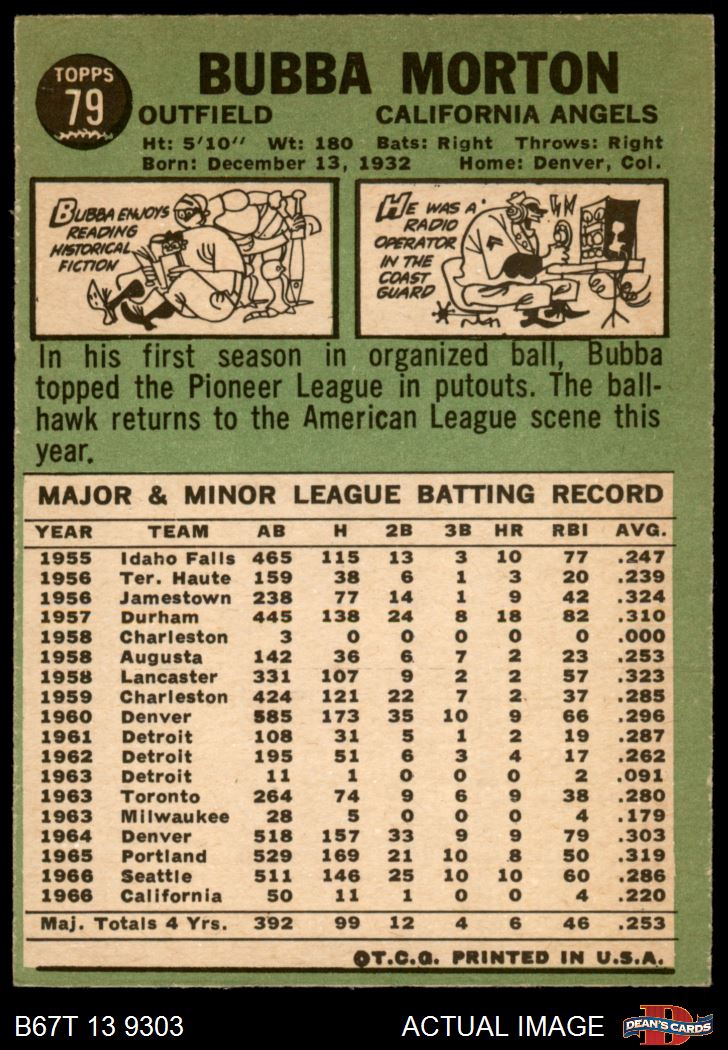 TOPPS
79
BUBBA MORTON
OUTFIELD CALIFORNIA ANGELS
Ht: 5'10" Wt: 180 Bats: Right Throws: Right
Born: December 13, 1932 Home: Denver, Col.
BUBBA ENJOYS
READING
HISTORICAL
FICTION
HE WAS A
RADIO
OPERATOR
IN THE
COAST
GUARD
In his first season in organized ball, Bubba
topped the Pioneer League in putouts. The ball-
hawk returns to the American League scene this
year.
MAJOR & MINOR LEAGUE BATTING RECORD
YEAR TEAM AB H 2B 3B HR RBI AVG.
1955 Idaho Falls 465 115 13 3 10 77 .247
1956 Ter. Haute 159 38 6 1 3 20 .239
1956 Jamestown 238 77 14 1 9 42 .324
1957 Durham 445 138 24 8 18 82 .310
1958 Charleston 3 0 0 0 0 0 .000
1958 Augusta 142 36 6 7 2 23 .253
1958 Lancaster 331 107 9 2 2 57 .323
1959 Charleston 424 121 22 7 2 37 .285
1960 Denver 585 173 35 10 9 66 .296
1961 Detroit 108 31 5 1 2 19 .287
1962 Detroit 195 51 6 3 4 17 .262
1963 Detroit 11 1 0 0 0 2 .091
1963 Toronto 264 74 9 6 9 38 .280
1963 Milwaukee 28 5 0 0 0 4 .179
1964 Denver 518 157 33 9 9 79 .303
1965 Portland 529 169 21 10 8 50 .319
1966 Seattle 511 146 25 10 10 60 .286
1966 California 50 11 1 0 0 4 .220
Maj. Totals 4 Yrs. 392 99 12 4 6 46 .253
©T.C.G. PRINTED IN U.S.A.
B67T 13 9303 ACTUAL IMAGE
D
DEAN'S CARDS